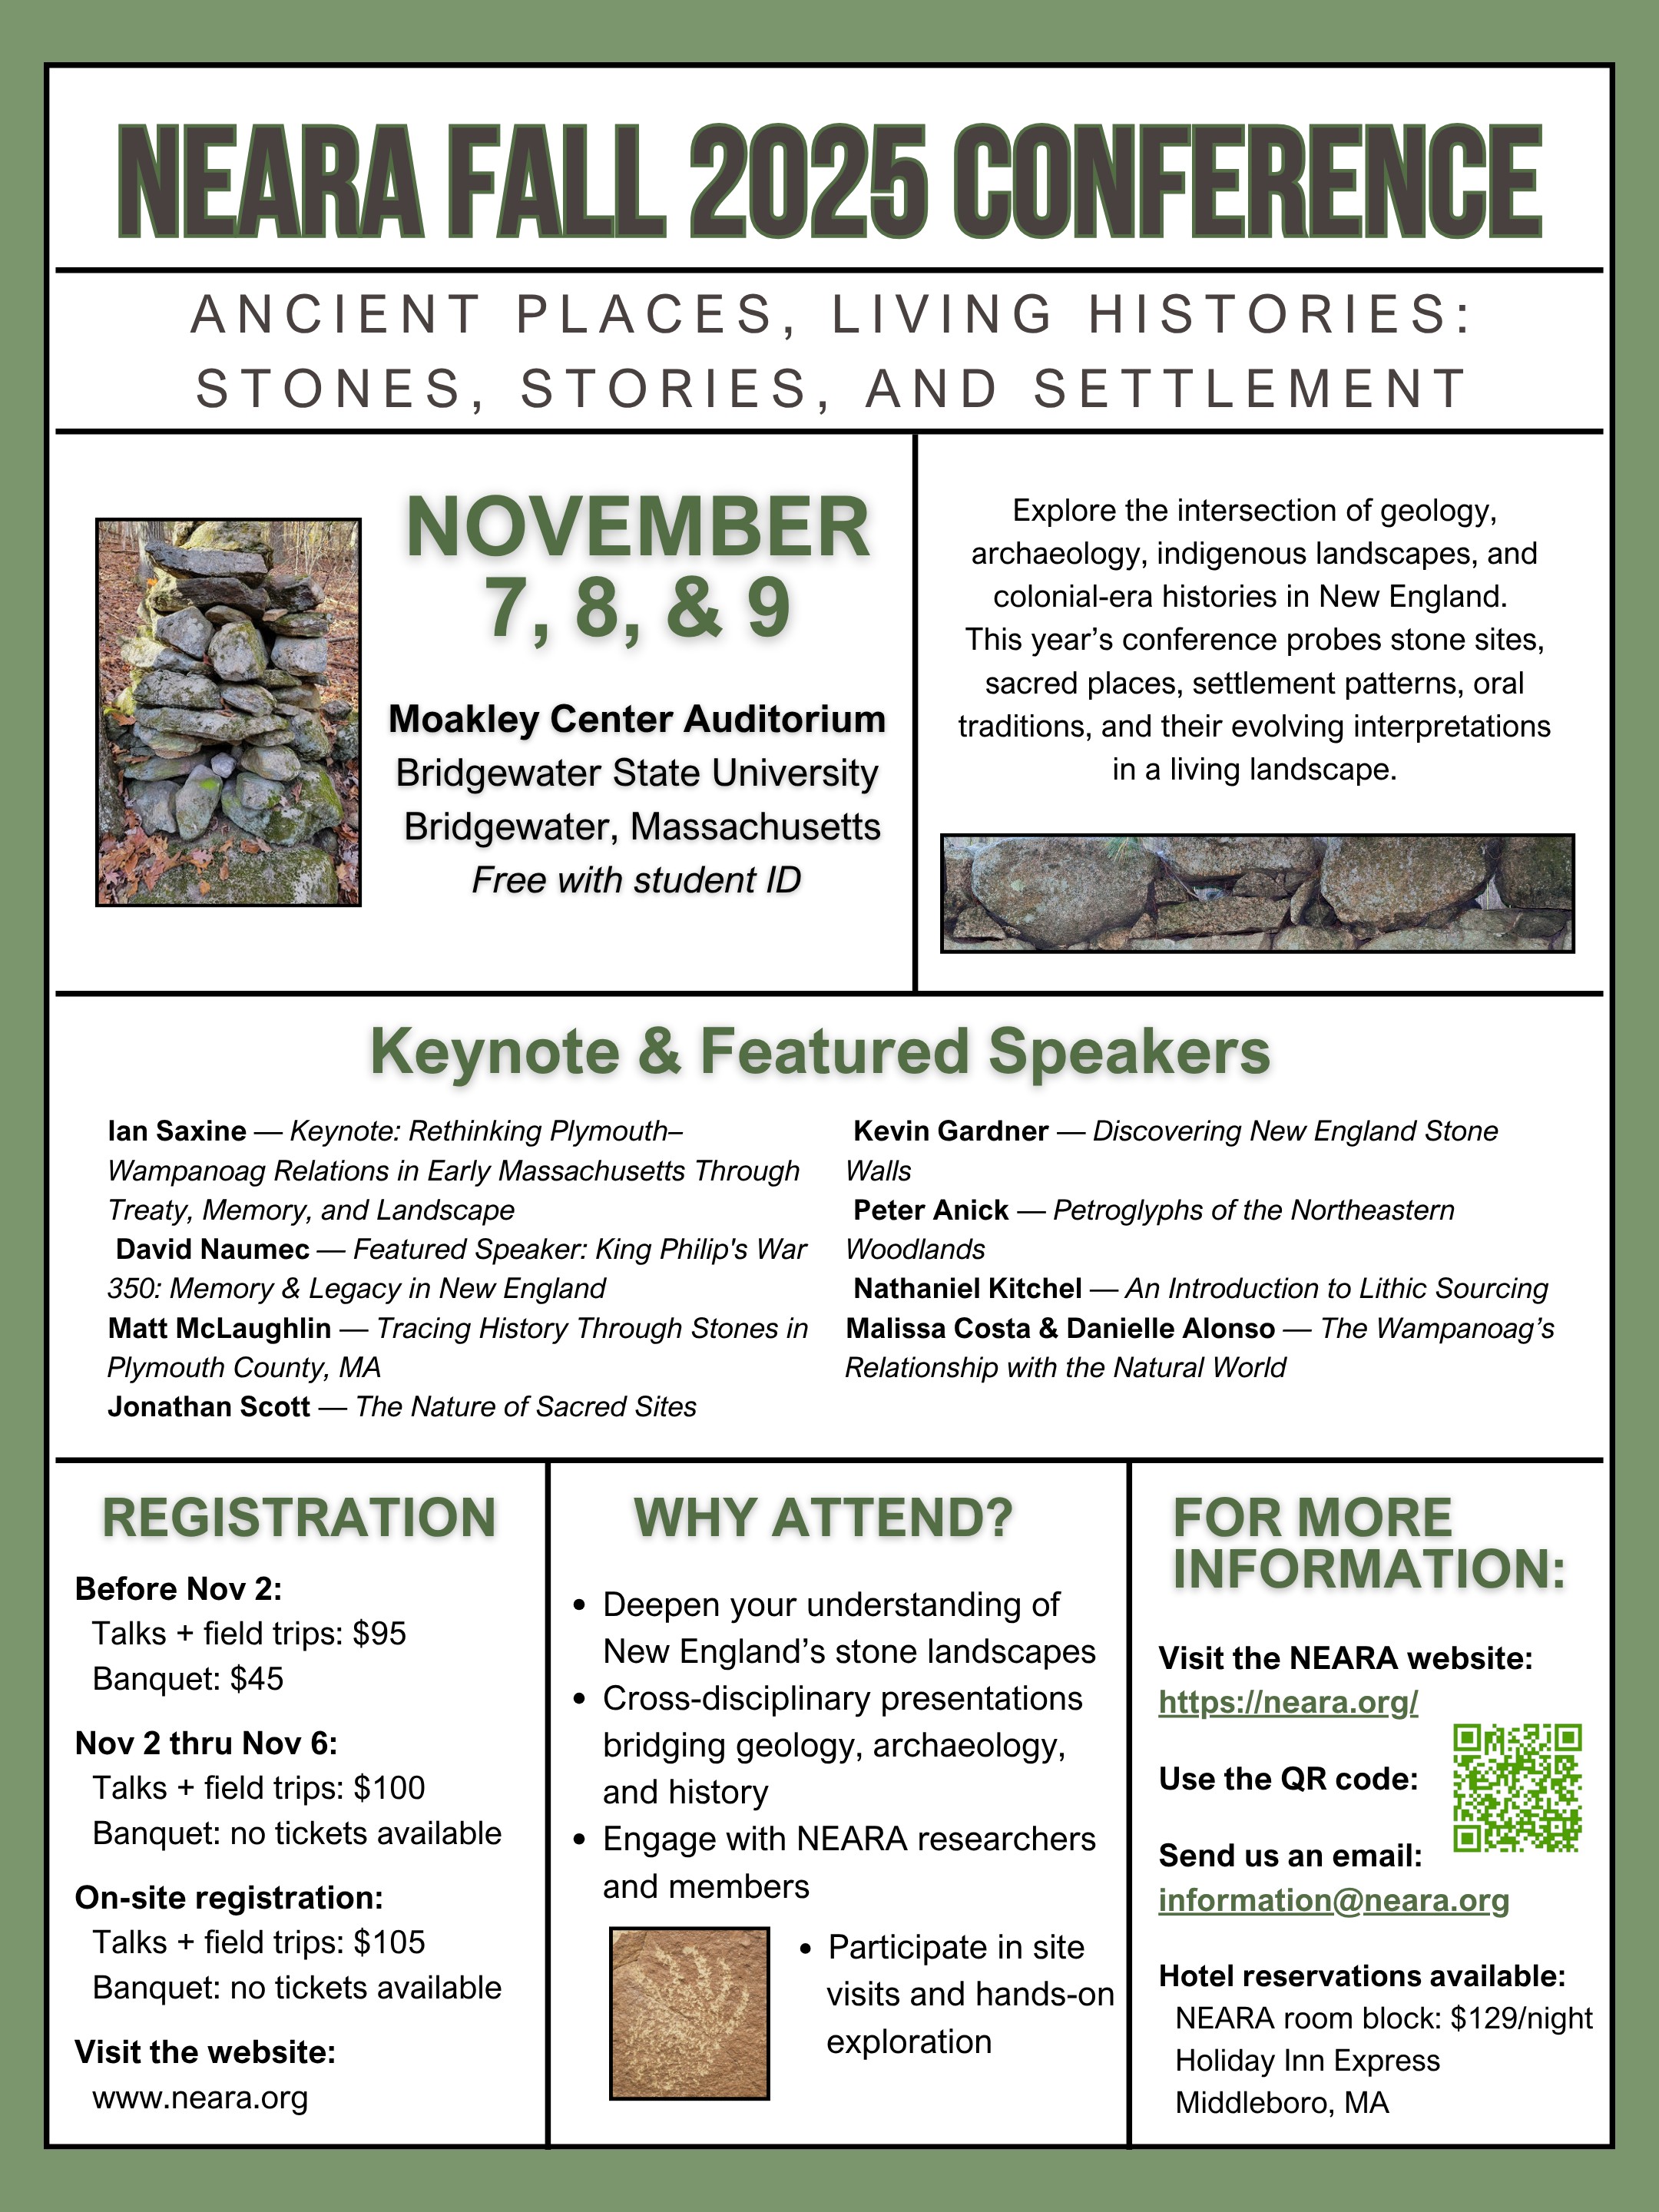 NEARA FALL 2025 CONFERENCE
ANCIENT PLACES, LIVING HISTORIES:
STONES, STORIES, AND SETTLEMENT
NOVEMBER
7, 8, & 9
Moakley Center Auditorium
Bridgewater State University
Bridgewater, Massachusetts
Free with student ID
Explore the intersection of geology,
archaeology, indigenous landscapes, and
colonial-era histories in New England.
This year’s conference probes stone sites,
sacred places, settlement patterns, oral
traditions, and their evolving interpretations
in a living landscape.
Keynote & Featured Speakers
Ian Saxine — Keynote: Rethinking Plymouth–
Wampanoag Relations in Early Massachusetts Through
Treaty, Memory, and Landscape
David Naumec — Featured Speaker: King Philip's War
350: Memory & Legacy in New England
Matt McLaughlin — Tracing History Through Stones in
Plymouth County, MA
Jonathan Scott — The Nature of Sacred Sites
Kevin Gardner — Discovering New England Stone
Walls
Peter Anick — Petroglyphs of the Northeastern
Woodlands
Nathaniel Kitchel — An Introduction to Lithic Sourcing
Malissa Costa & Danielle Alonso — The Wampanoag’s
Relationship with the Natural World
REGISTRATION
Before Nov 2:
Talks + field trips: $95
Banquet: $45
Nov 2 thru Nov 6:
Talks + field trips: $100
Banquet: no tickets available
On-site registration:
Talks + field trips: $105
Banquet: no tickets available
Visit the website:
www.neara.org
WHY ATTEND?
• Deepen your understanding of
New England’s stone landscapes
• Cross-disciplinary presentations
bridging geology, archaeology,
and history
• Engage with NEARA researchers
and members
• Participate in site
visits and hands-on
exploration
FOR MORE
INFORMATION:
Visit the NEARA website:
https://neara.org/
Use the QR code:
Send us an email:
information@neara.org
Hotel reservations available:
NEARA room block: $129/night
Holiday Inn Express
Middleboro, MA